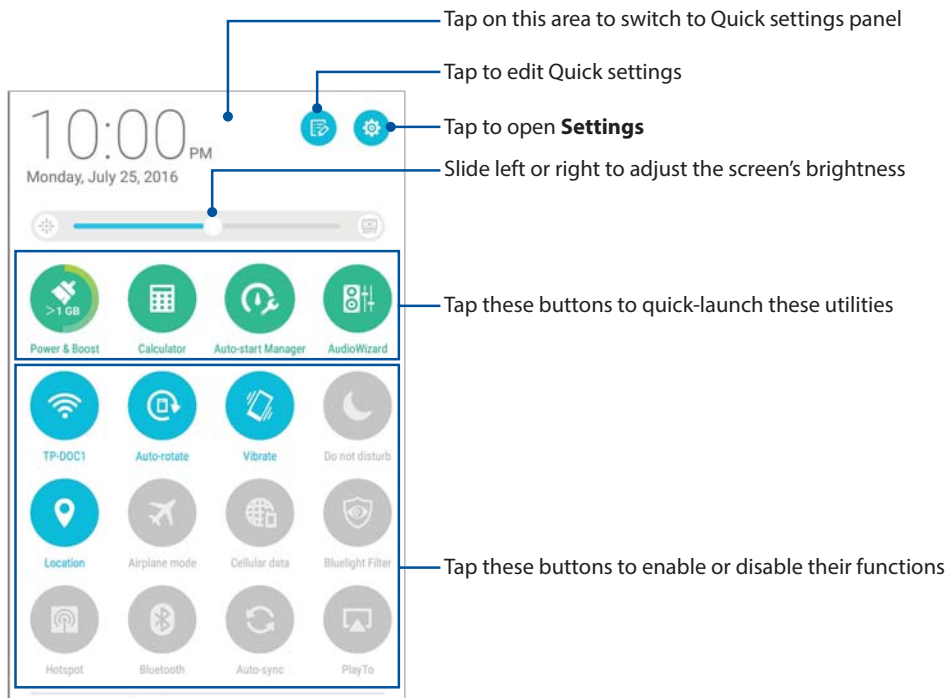 Tap on this area to switch to Quick settings panel
Tap to edit Quick settings
Tap to open Settings
Slide left or right to adjust the screen's brightness
10:00 PM
Monday, July 25, 2016
>1 GB
Power & Boost Calculator Auto-start Manager AudioWizard
Tap these buttons to quick-launch these utilities
TP-DOC1 Auto-rotate Vibrate Do not disturb
Location Airplane mode Cellular data Bluelight Filter
Tap these buttons to enable or disable their functions
Hotspot Bluetooth Auto-sync PlayTo